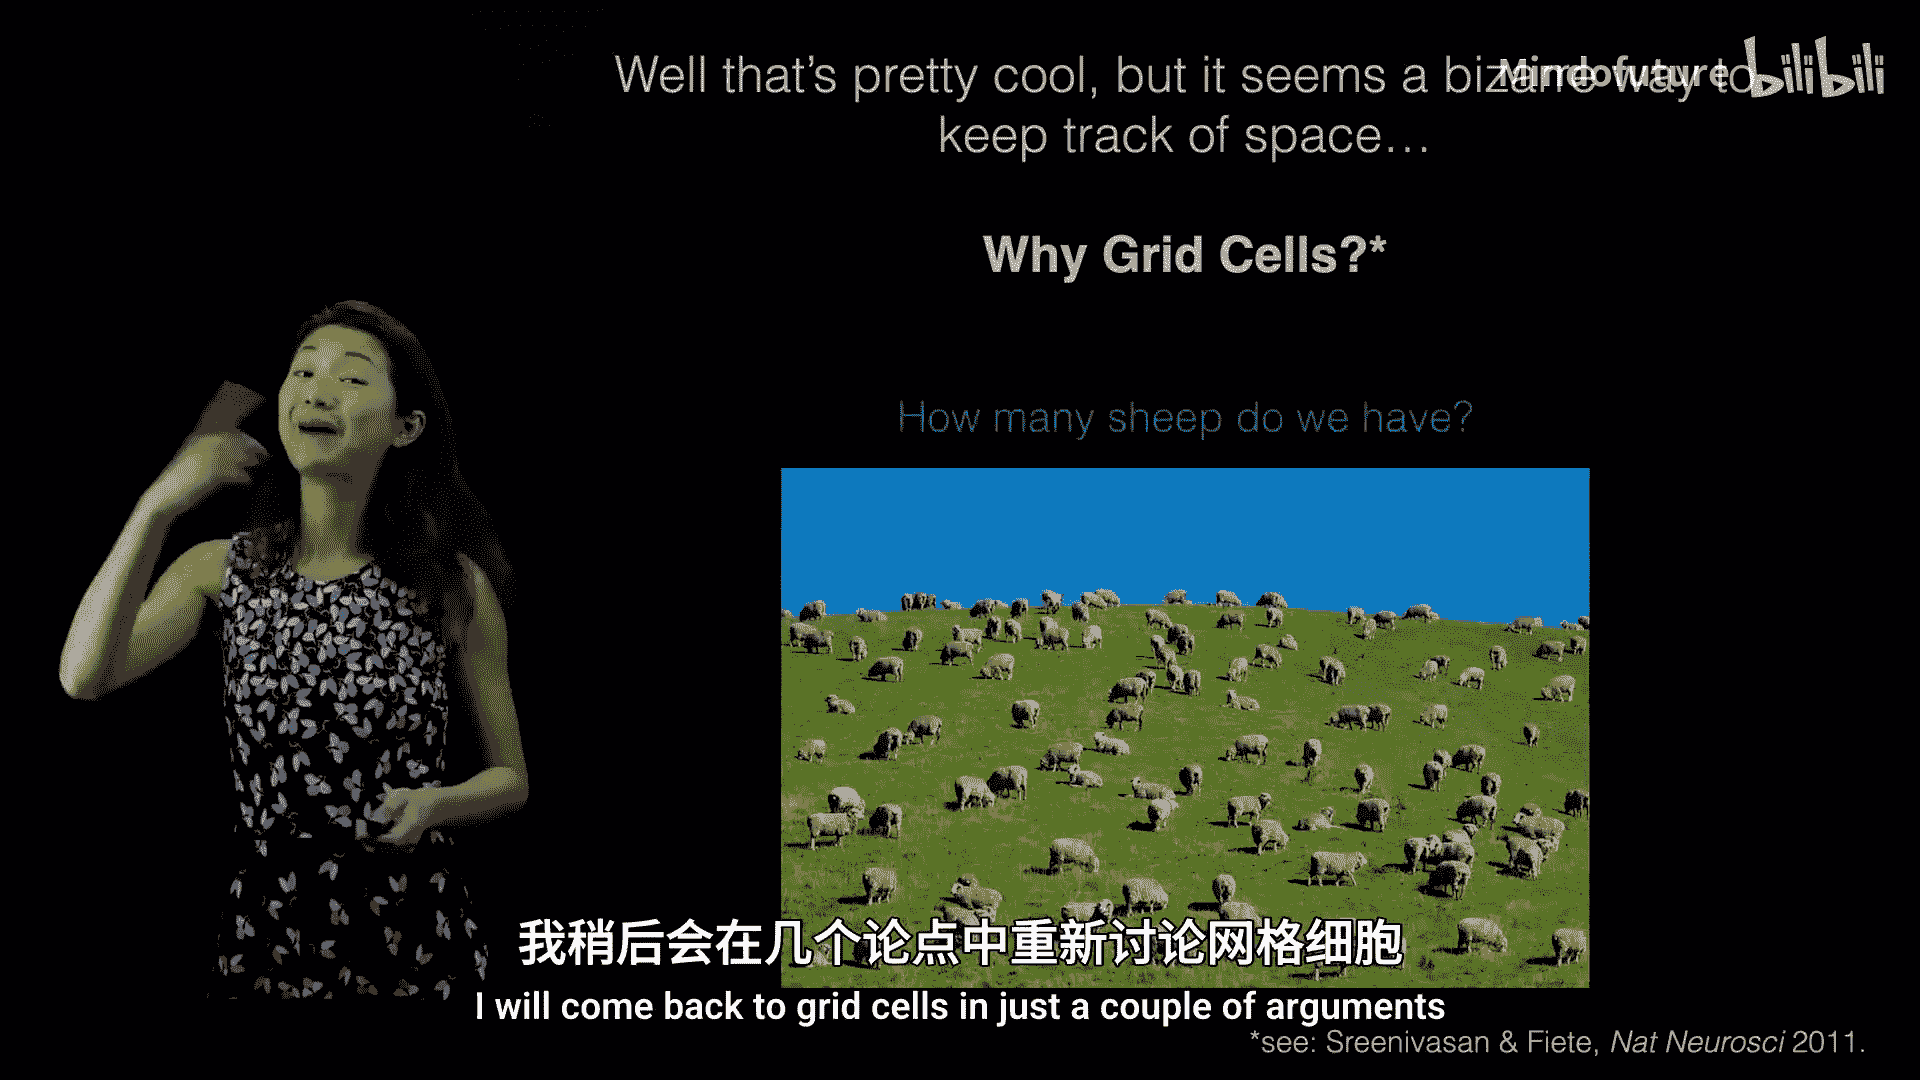 Well that's pretty cool, but it seems a bizarre way to
Mindofuture bilibili
keep track of space…
Why Grid Cells?*
How many sheep do we have?
我稍后会在几个论点中重新讨论网格细胞
I will come back to grid cells in just a couple of arguments
*see: Sreenivasan & Fiete, Nat Neurosci 2011.